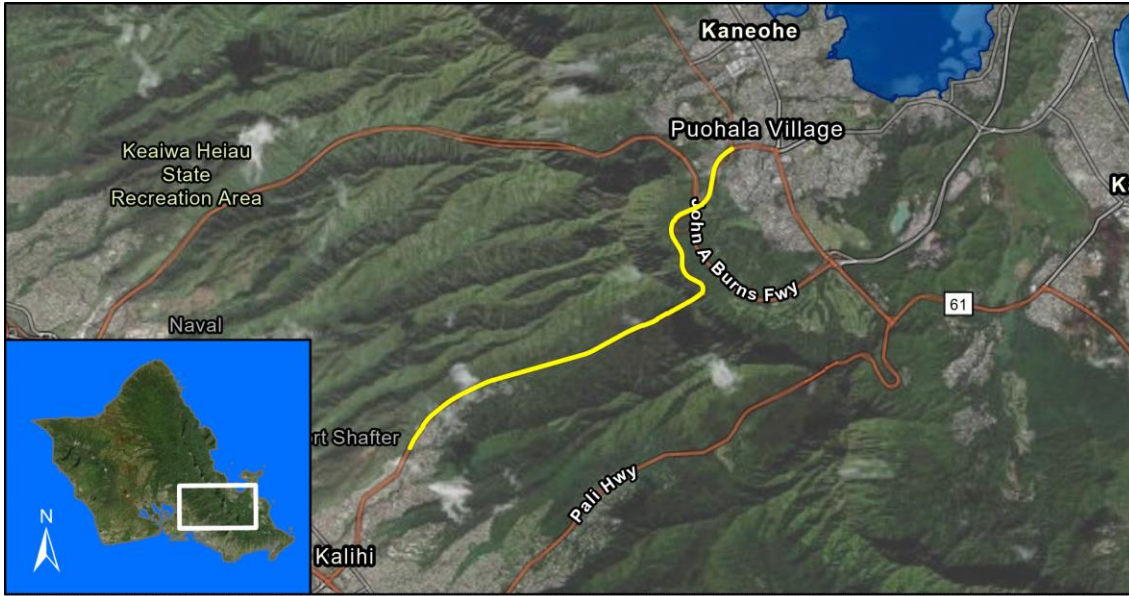 Kaneohe
Puohala Village
Keaiwa Heiau
State
Recreation Area
John A Burns Fwy
61
Naval
rt Shafter
Pali Hwy
Kalihi
N